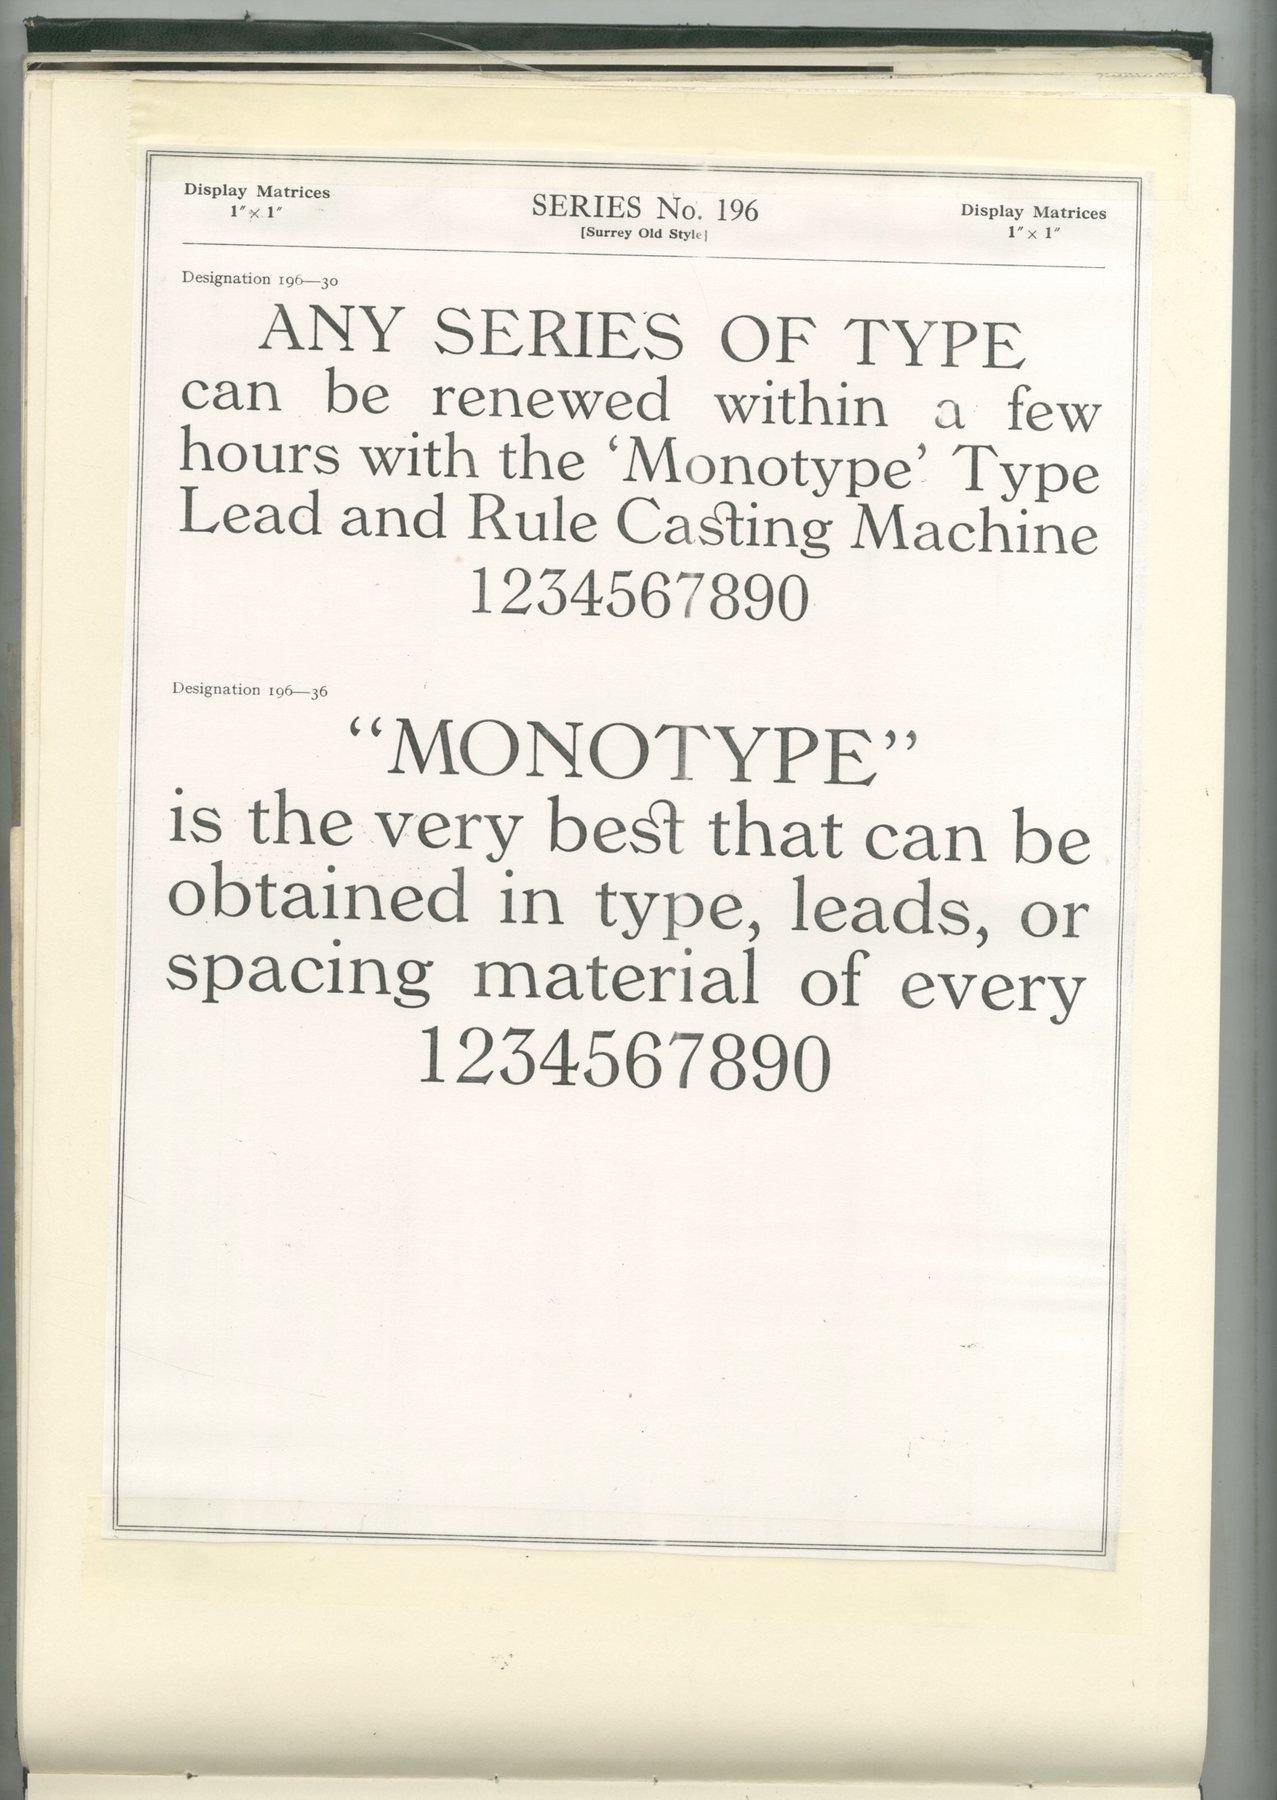 Display Matrices
1″ × 1″
SERIES No. 196
[Surrey Old Style]
Display Matrices
1″ × 1″
Designation 196—30
ANY SERIES OF TYPE
can be renewed within a few
hours with the ‘Monotype’ Type
Lead and Rule Casting Machine
1234567890
Designation 196—36
“MONOTYPE”
is the very best that can be
obtained in type, leads, or
spacing material of every
1234567890